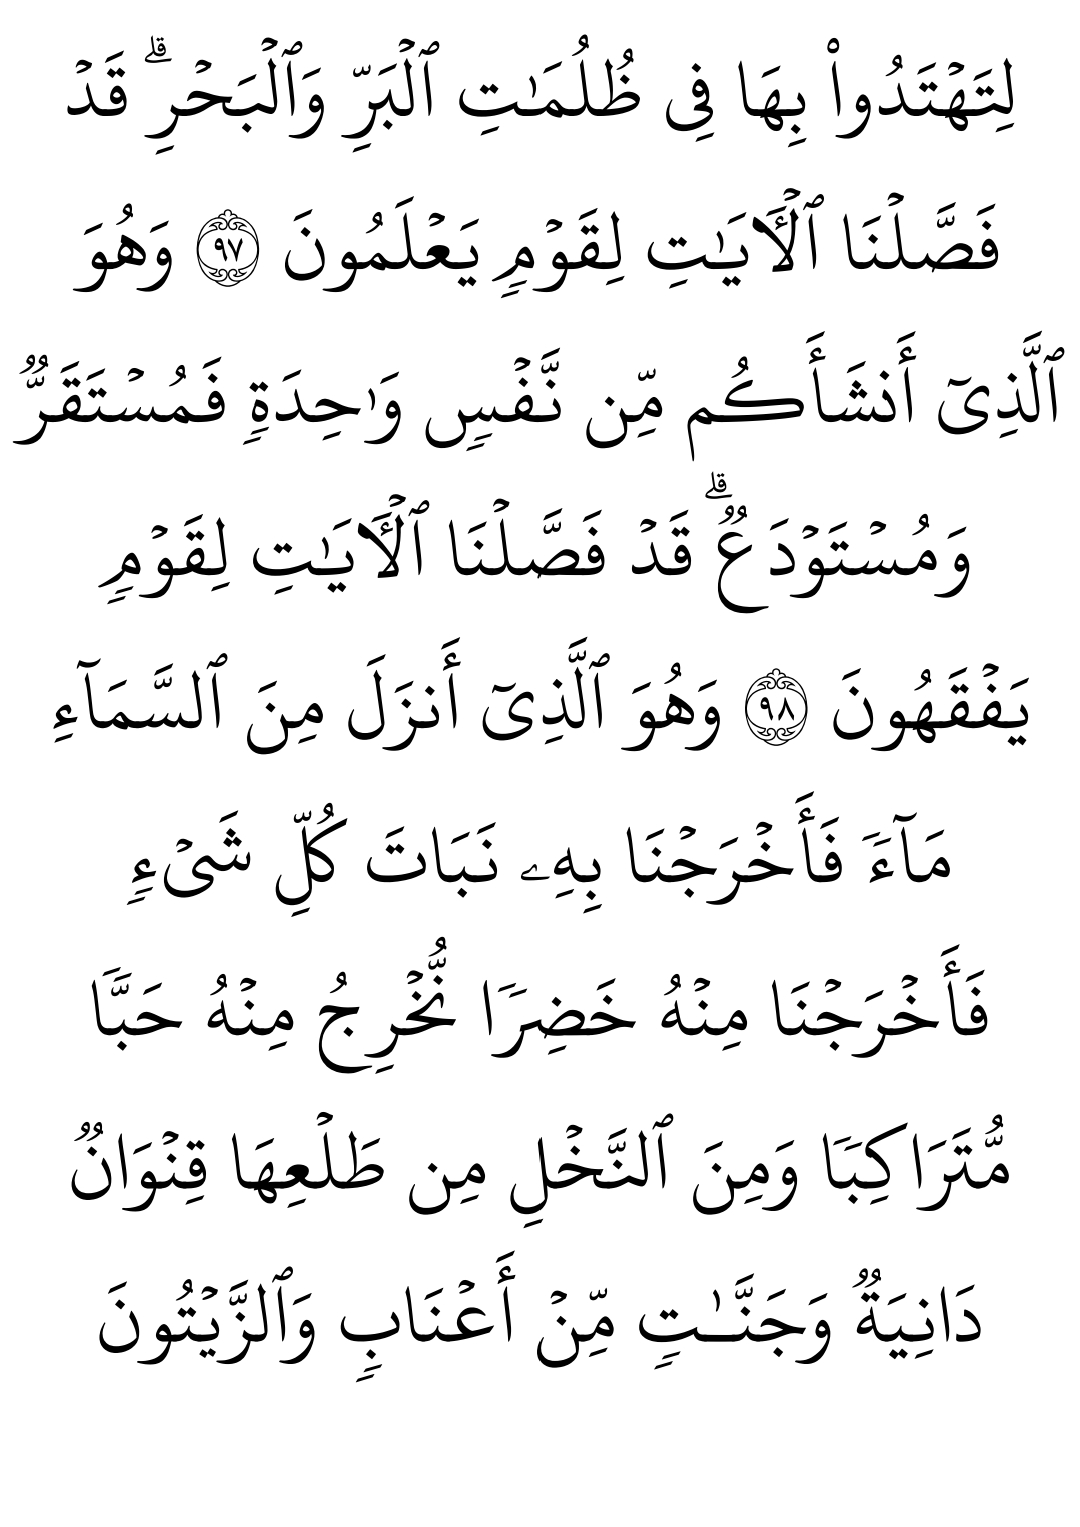 لِتَهۡتَدُواْ بِهَا فِي ظُلُمَٰتِ ٱلۡبَرِّ وَٱلۡبَحۡرِۗ قَدۡ
فَصَّلۡنَا ٱلۡأٓيَٰتِ لِقَوۡمٖ يَعۡلَمُونَ ٩٧ وَهُوَ
ٱلَّذِيٓ أَنشَأَكُم مِّن نَّفۡسٖ وَٰحِدَةٖ فَمُسۡتَقَرّٞ
وَمُسۡتَوۡدَعٞۗ قَدۡ فَصَّلۡنَا ٱلۡأٓيَٰتِ لِقَوۡمٖ
يَفۡقَهُونَ ٩٨ وَهُوَ ٱلَّذِيٓ أَنزَلَ مِنَ ٱلسَّمَآءِ
مَآءٗ فَأَخۡرَجۡنَا بِهِۦ نَبَاتَ كُلِّ شَيۡءٖ
فَأَخۡرَجۡنَا مِنۡهُ خَضِرٗا نُّخۡرِجُ مِنۡهُ حَبّٗا
مُّتَرَاكِبٗا وَمِنَ ٱلنَّخۡلِ مِن طَلۡعِهَا قِنۡوَانٞ
دَانِيَةٞ وَجَنَّٰتٖ مِّنۡ أَعۡنَابٖ وَٱلزَّيۡتُونَ